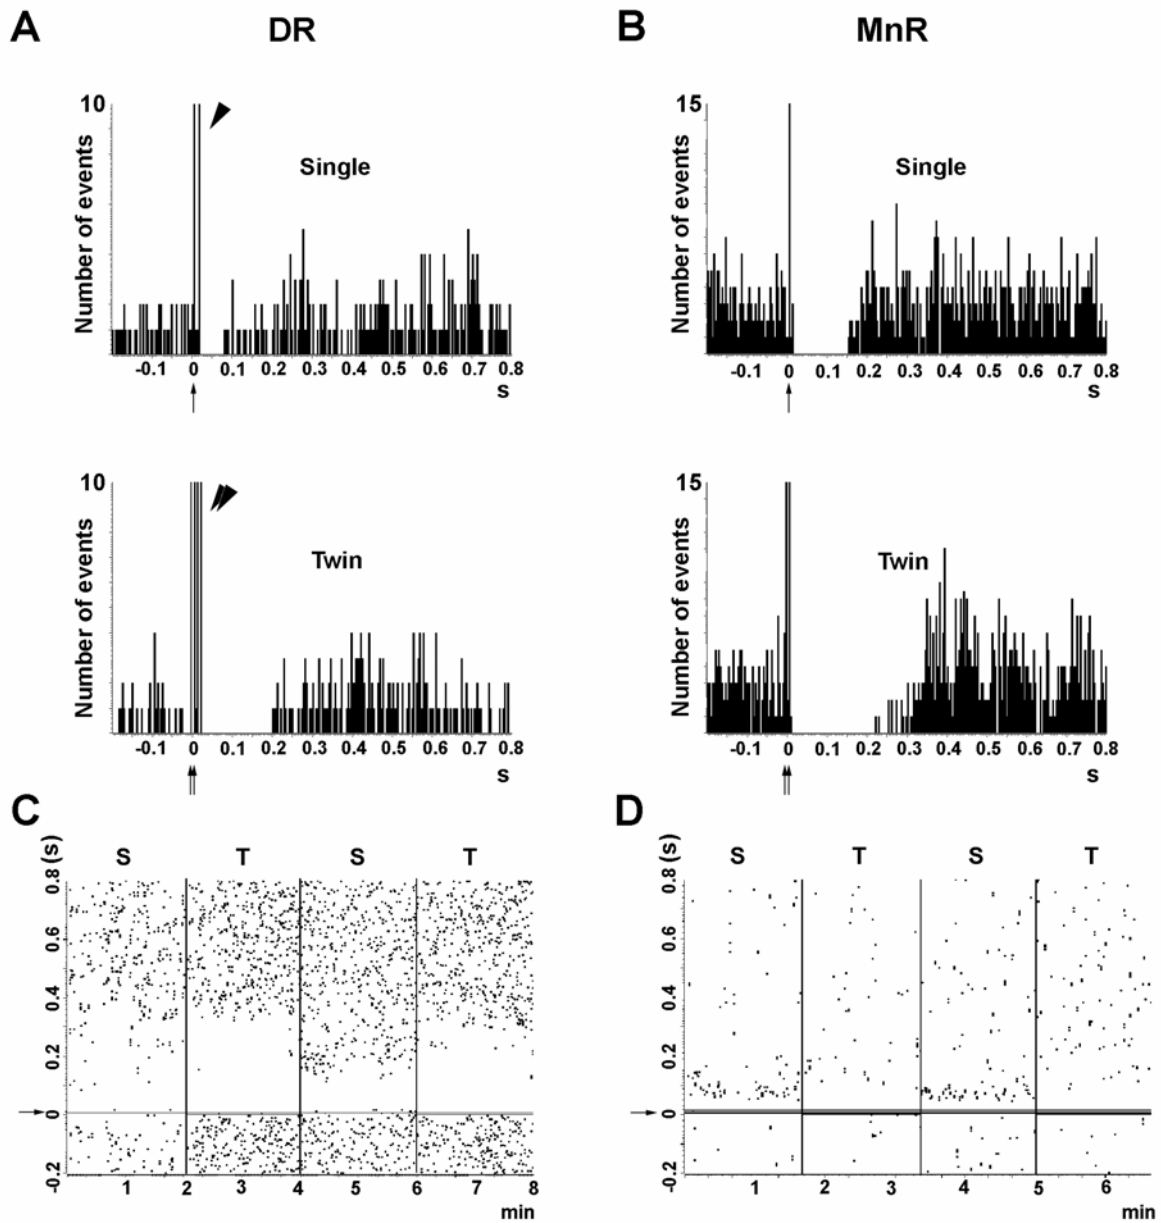 A DR B MnR
10 15
Number of events Number of events
Single Single
-0.1 0 0.1 0.2 0.3 0.4 0.5 0.6 0.7 0.8 -0.1 0 0.1 0.2 0.3 0.4 0.5 0.6 0.7 0.8
s s
10 15
Number of events Number of events
Twin Twin
-0.1 0 0.1 0.2 0.3 0.4 0.5 0.6 0.7 0.8 -0.1 0 0.1 0.2 0.3 0.4 0.5 0.6 0.7 0.8
s s
C D
S T S T S T S T
0.8 (s) 0.8 (s)
0.6 0.6
0.4 0.4
0.2 0.2
0 0
-0.2 -0.2
1 2 3 4 5 6 7 8 1 2 3 4 5 6
min min